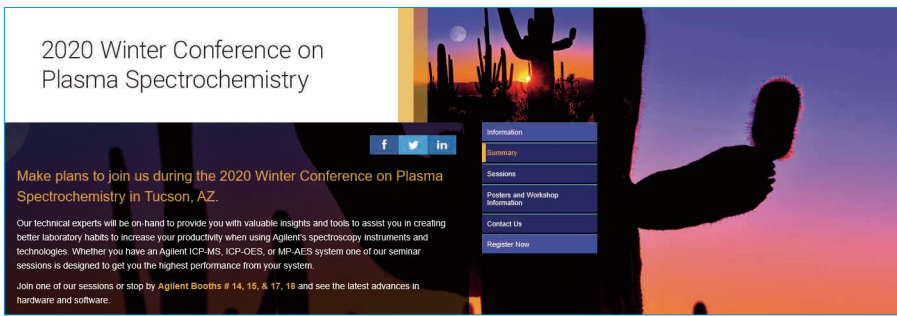 2020 Winter Conference on
Plasma Spectrochemistry
f in
Make plans to join us during the 2020 Winter Conference on Plasma
Spectrochemistry in Tucson, AZ.
Our technical experts will be on-hand to provide you with valuable insights and tools to assist you in creating
better laboratory habits to increase your productivity when using Agilent's spectroscopy instruments and
technologies. Whether you have an Agilent ICP-MS, ICP-OES, or MP-AES system one of our seminar
sessions is designed to get you the highest performance from your system.
Join one of our sessions or stop by Agilent Booths # 14, 15, & 17, 18 and see the latest advances in
hardware and software.
Information
Summary
Sessions
Posters and Workshop
Information
Contact Us
Register Now